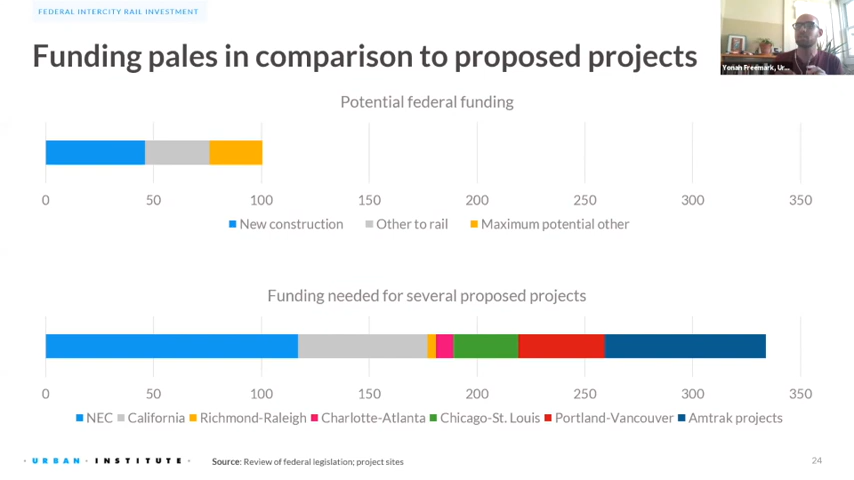 FEDERAL INTERCITY RAIL INVESTMENT
Funding pales in comparison to proposed projects
Yonah Freemark, Ur...
Potential federal funding
0 50 100 150 200 250 300 350
New construction Other to rail Maximum potential other
Funding needed for several proposed projects
0 50 100 150 200 250 300 350
NEC California Richmond-Raleigh Charlotte-Atlanta Chicago-St. Louis Portland-Vancouver Amtrak projects
· URBAN · INSTITUTE ·
Source: Review of federal legislation; project sites
24